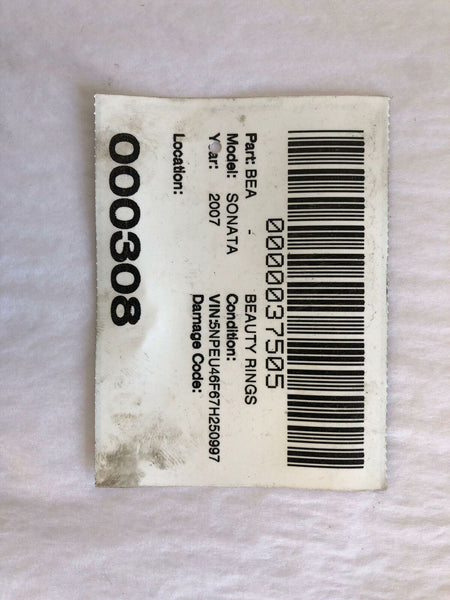 0000037505
Part: BEA - BEAUTY RINGS
Model: SONATA Condition:
Year: 2007 VIN:5NPEU46F67H250997
Damage Code:
Location:
000308